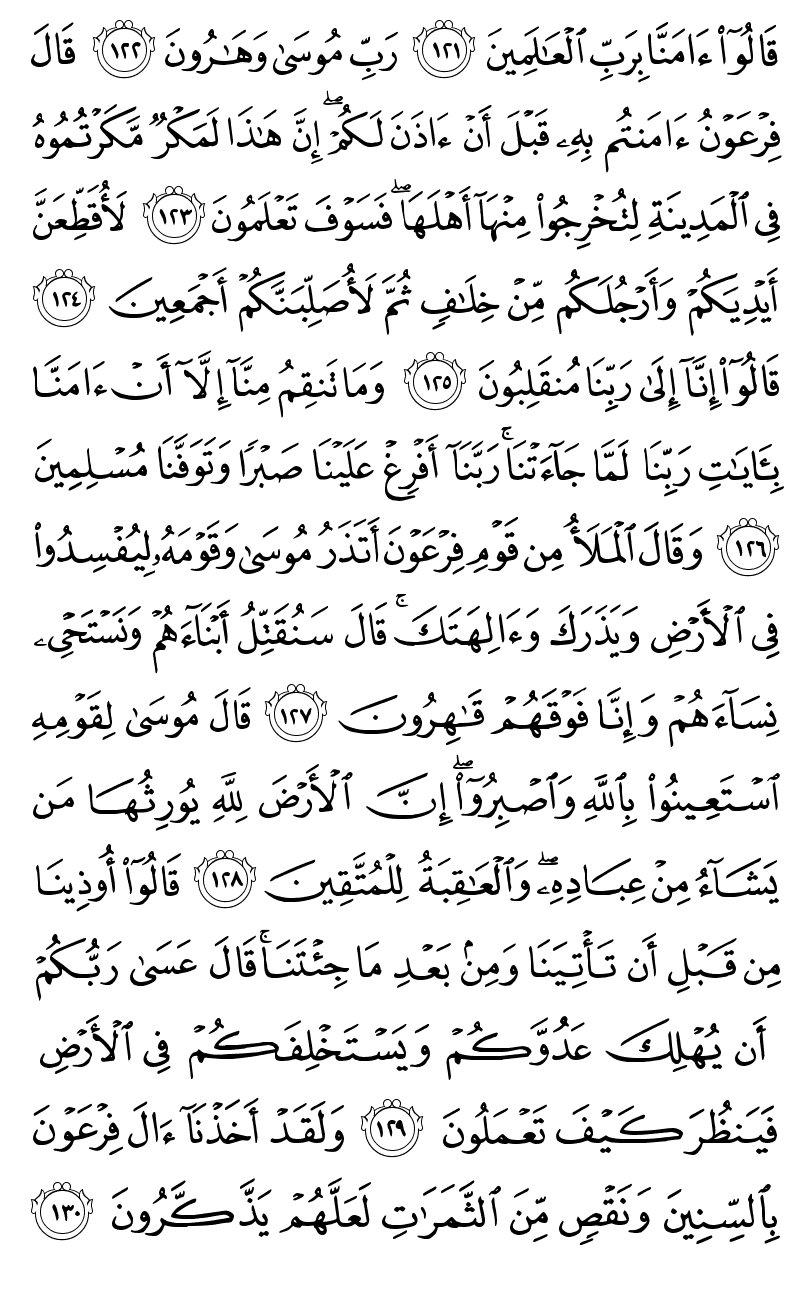 قَالُوٓا۟ ءَامَنَّا بِرَبِّ ٱلْعَٰلَمِينَ ١٢١ رَبِّ مُوسَىٰ وَهَٰرُونَ ١٢٢ قَالَ
فِرْعَوْنُ ءَامَنتُم بِهِۦ قَبْلَ أَنْ ءَاذَنَ لَكُمْ ۖ إِنَّ هَٰذَا لَمَكْرٌ مَّكَرْتُمُوهُ
فِى ٱلْمَدِينَةِ لِتُخْرِجُوا۟ مِنْهَآ أَهْلَهَا ۖ فَسَوْفَ تَعْلَمُونَ ١٢٣ لَأُقَطِّعَنَّ
أَيْدِيَكُمْ وَأَرْجُلَكُم مِّنْ خِلَٰفٍ ثُمَّ لَأُصَلِّبَنَّكُمْ أَجْمَعِينَ ١٢٤
قَالُوٓا۟ إِنَّآ إِلَىٰ رَبِّنَا مُنقَلِبُونَ ١٢٥ وَمَا تَنقِمُ مِنَّآ إِلَّآ أَنْ ءَامَنَّا
بِـَٔايَٰتِ رَبِّنَا لَمَّا جَآءَتْنَا ۚ رَبَّنَآ أَفْرِغْ عَلَيْنَا صَبْرًا وَتَوَفَّنَا مُسْلِمِينَ
١٢٦ وَقَالَ ٱلْمَلَأُ مِن قَوْمِ فِرْعَوْنَ أَتَذَرُ مُوسَىٰ وَقَوْمَهُۥ لِيُفْسِدُوا۟
فِى ٱلْأَرْضِ وَيَذَرَكَ وَءَالِهَتَكَ ۚ قَالَ سَنُقَتِّلُ أَبْنَآءَهُمْ وَنَسْتَحْىِۦ
نِسَآءَهُمْ وَإِنَّا فَوْقَهُمْ قَٰهِرُونَ ١٢٧ قَالَ مُوسَىٰ لِقَوْمِهِ
ٱسْتَعِينُوا۟ بِٱللَّهِ وَٱصْبِرُوٓا۟ ۖ إِنَّ ٱلْأَرْضَ لِلَّهِ يُورِثُهَا مَن
يَشَآءُ مِنْ عِبَادِهِۦ ۖ وَٱلْعَٰقِبَةُ لِلْمُتَّقِينَ ١٢٨ قَالُوٓا۟ أُوذِينَا
مِن قَبْلِ أَن تَأْتِيَنَا وَمِنۢ بَعْدِ مَا جِئْتَنَا ۚ قَالَ عَسَىٰ رَبُّكُمْ
أَن يُهْلِكَ عَدُوَّكُمْ وَيَسْتَخْلِفَكُمْ فِى ٱلْأَرْضِ
فَيَنظُرَ كَيْفَ تَعْمَلُونَ ١٢٩ وَلَقَدْ أَخَذْنَآ ءَالَ فِرْعَوْنَ
بِٱلسِّنِينَ وَنَقْصٍ مِّنَ ٱلثَّمَرَٰتِ لَعَلَّهُمْ يَذَّكَّرُونَ ١٣٠